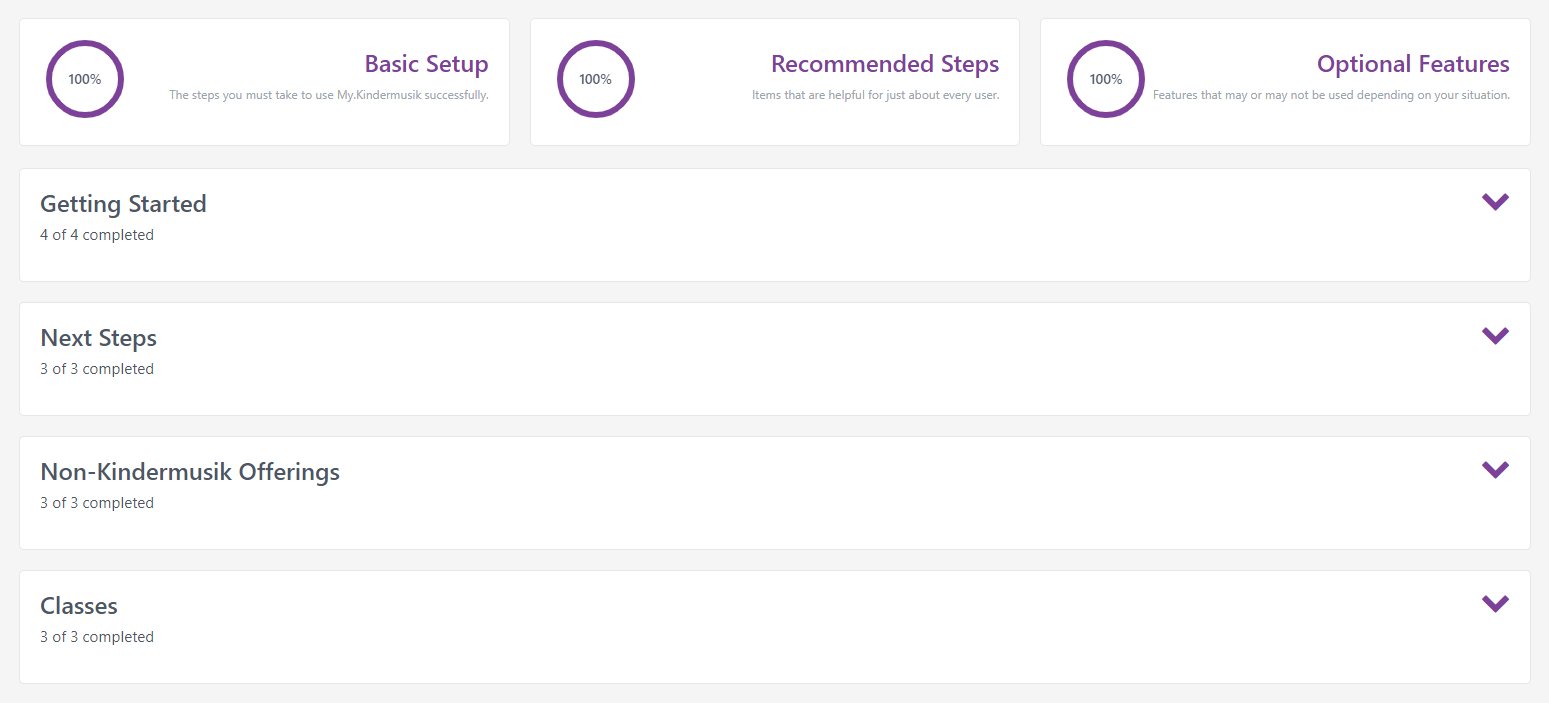 100%
Basic Setup
The steps you must take to use My.Kindermusik successfully.
100%
Recommended Steps
Items that are helpful for just about every user.
100%
Optional Features
Features that may or may not be used depending on your situation.
Getting Started
4 of 4 completed
Next Steps
3 of 3 completed
Non-Kindermusik Offerings
3 of 3 completed
Classes
3 of 3 completed